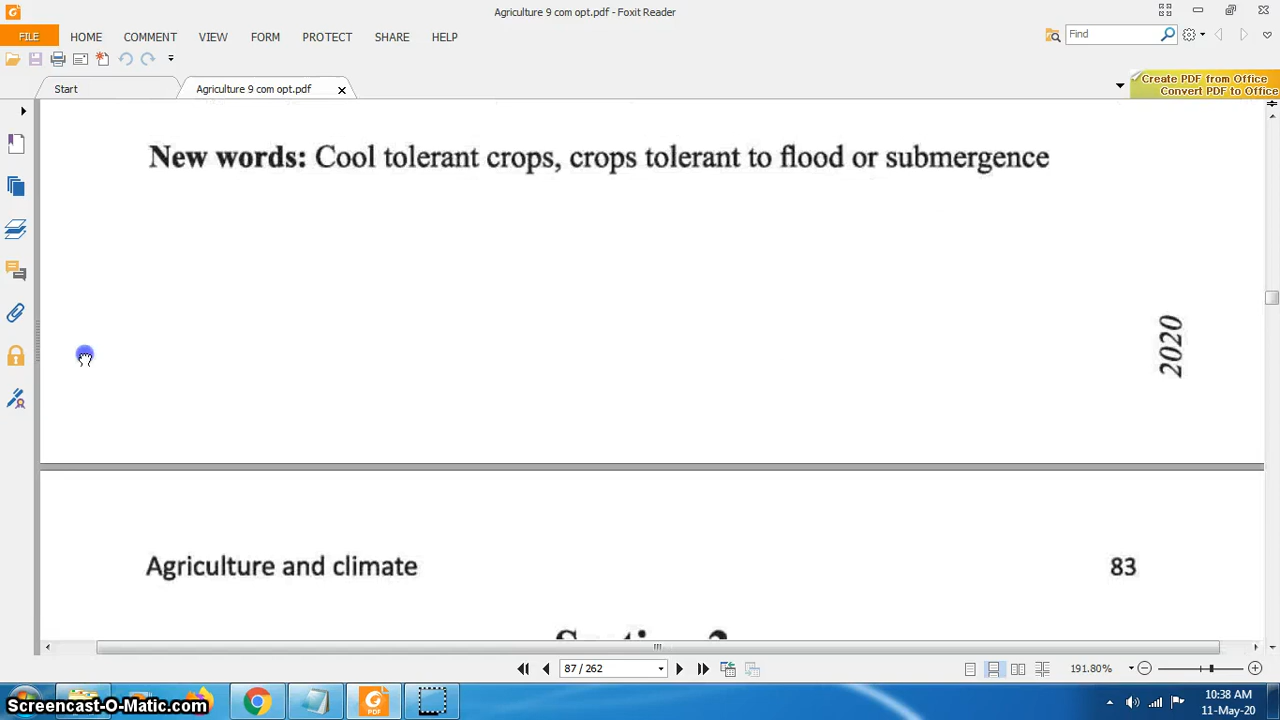 Agriculture 9 com opt.pdf - Foxit Reader
FILE HOME COMMENT VIEW FORM PROTECT SHARE HELP
Find
Start Agriculture 9 com opt.pdf
Create PDF from Office
Convert PDF to Office
New words: Cool tolerant crops, crops tolerant to flood or submergence
2020
Agriculture and climate 83
87 / 262
191.80%
PDF
Screencast-O-Matic.com
10:38 AM
11-May-20